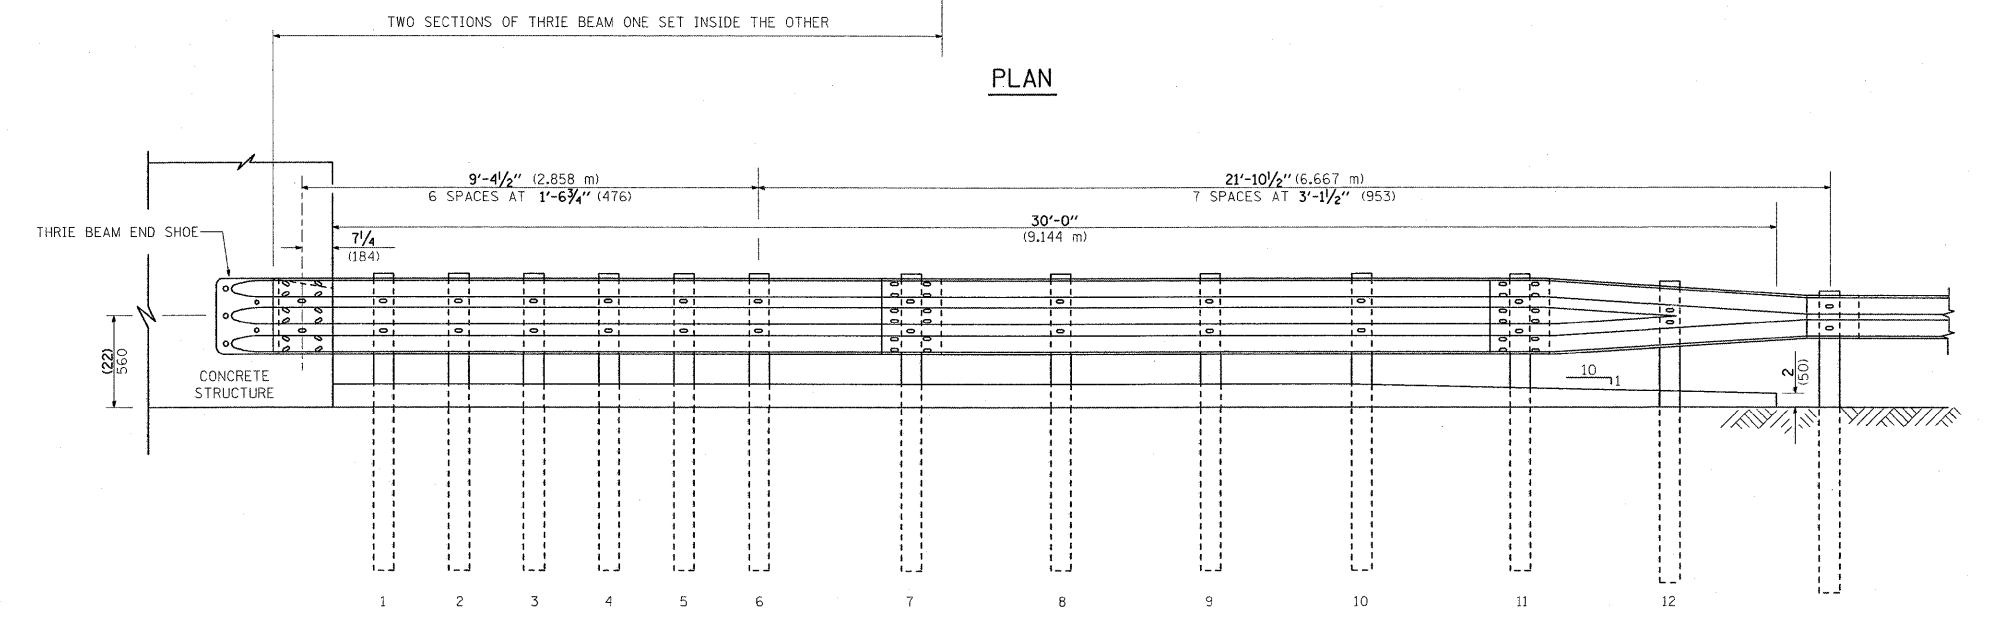 TWO SECTIONS OF THRIE BEAM ONE SET INSIDE THE OTHER
PLAN
9'-4½" (2.858 m)
6 SPACES AT 1'-6¾" (476)
21'-10½" (6.667 m)
7 SPACES AT 3'-1½" (953)
30'-0"
(9.144 m)
THRIE BEAM END SHOE
7¼
(184)
(22)
560
CONCRETE
STRUCTURE
10
1
2
(50)
1 2 3 4 5 6 7 8 9 10 11 12